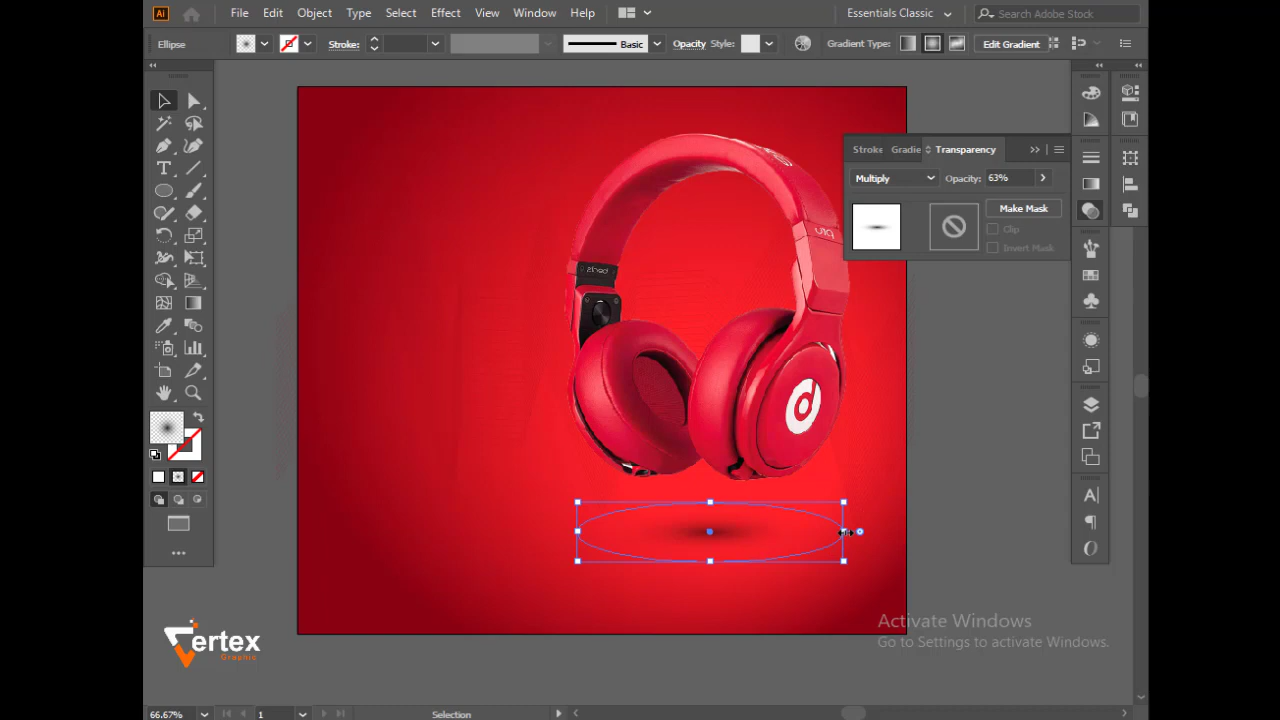 Ai File Edit Object Type Select Effect View Window Help Essentials Classic Search Adobe Stock
Ellipse Stroke: Basic Opacity Style: Gradient Type: Edit Gradient
Stroke Gradie Transparency
Multiply Opacity: 63%
Make Mask
Clip
Invert Mask
Activate Windows
Go to Settings to activate Windows.
Vertex
Graphic
66.67% 1 Selection